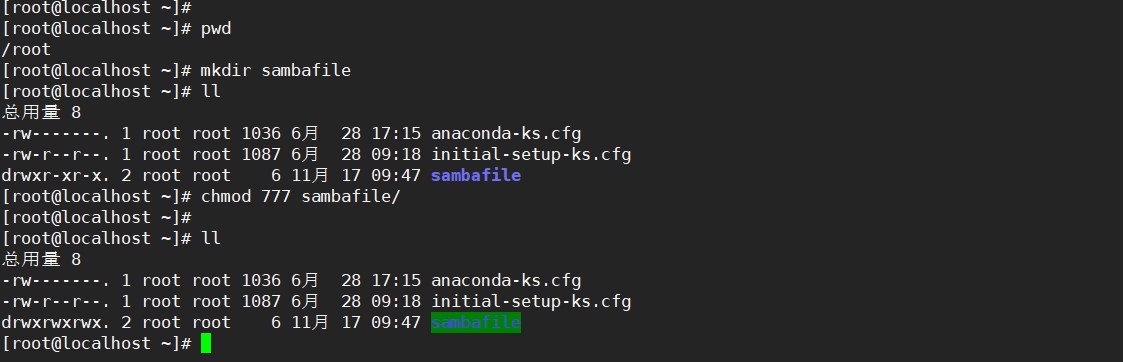 [root@localhost ~]#
[root@localhost ~]# pwd
/root
[root@localhost ~]# mkdir sambafile
[root@localhost ~]# ll
总用量 8
-rw-------. 1 root root 1036 6月  28 17:15 anaconda-ks.cfg
-rw-r--r--. 1 root root 1087 6月  28 09:18 initial-setup-ks.cfg
drwxr-xr-x. 2 root root    6 11月 17 09:47 sambafile
[root@localhost ~]# chmod 777 sambafile/
[root@localhost ~]#
[root@localhost ~]# ll
总用量 8
-rw-------. 1 root root 1036 6月  28 17:15 anaconda-ks.cfg
-rw-r--r--. 1 root root 1087 6月  28 09:18 initial-setup-ks.cfg
drwxrwxrwx. 2 root root    6 11月 17 09:47 sambafile
[root@localhost ~]#